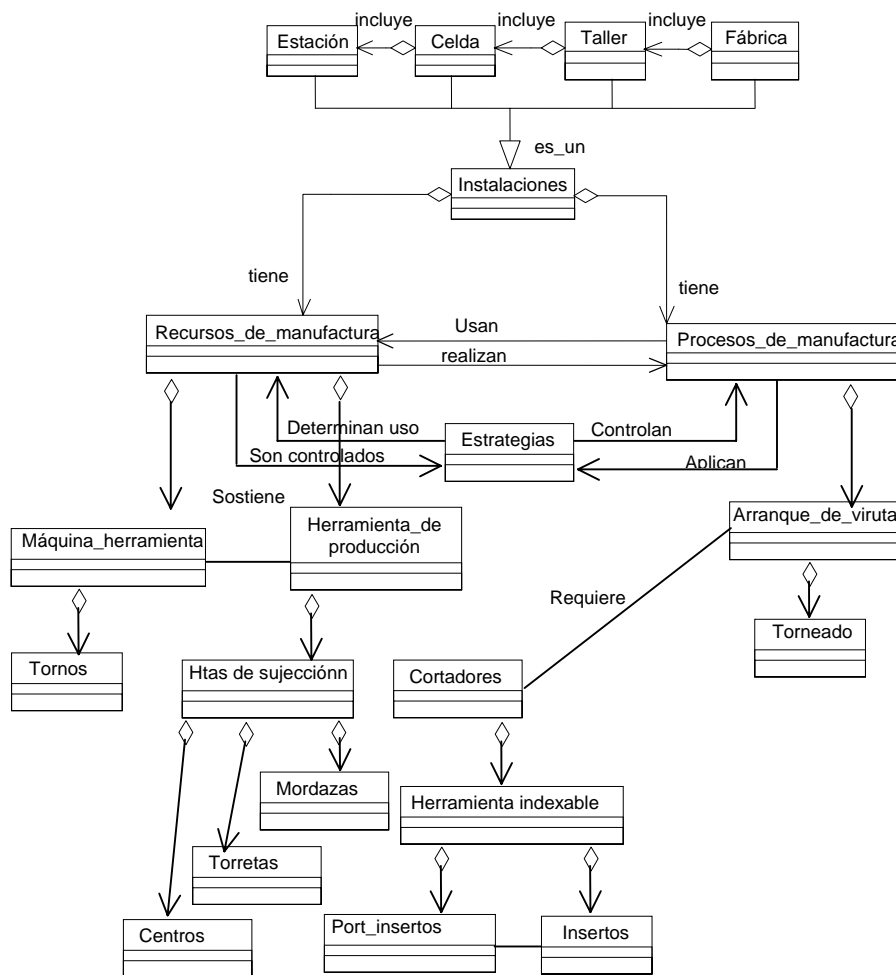 incluye
incluye
incluye
Estación
Celda
Taller
Fábrica
es_un
Instalaciones
tiene
tiene
Recursos_de_manufactura
Usan
Procesos_de_manufactura
realizan
Determinan uso
Estrategias
Controlan
Son controlados
Aplican
Sostiene
Máquina_herramienta
Herramienta_de
producción
Arranque_de_viruta
Requiere
Tornos
Htas de sujecciónn
Cortadores
Torneado
Mordazas
Herramienta indexable
Torretas
Centros
Port_insertos
Insertos